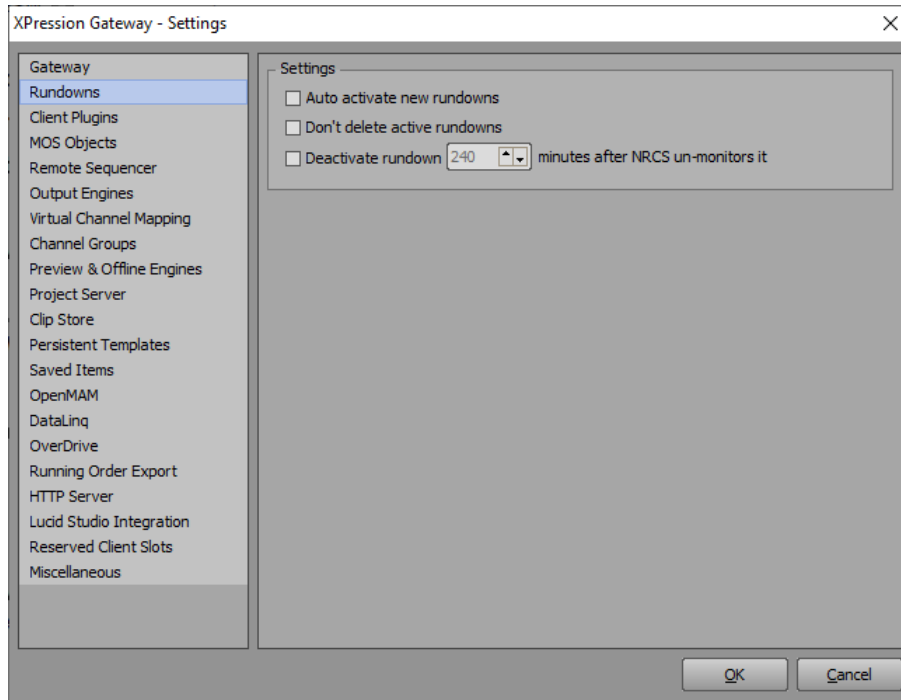 XPression Gateway - Settings
Gateway
Rundowns
Client Plugins
MOS Objects
Remote Sequencer
Output Engines
Virtual Channel Mapping
Channel Groups
Preview & Offline Engines
Project Server
Clip Store
Persistent Templates
Saved Items
OpenMAM
DataLinq
OverDrive
Running Order Export
HTTP Server
Lucid Studio Integration
Reserved Client Slots
Miscellaneous
Settings
Auto activate new rundowns
Don't delete active rundowns
Deactivate rundown 240 minutes after NRCS un-monitors it
OK Cancel